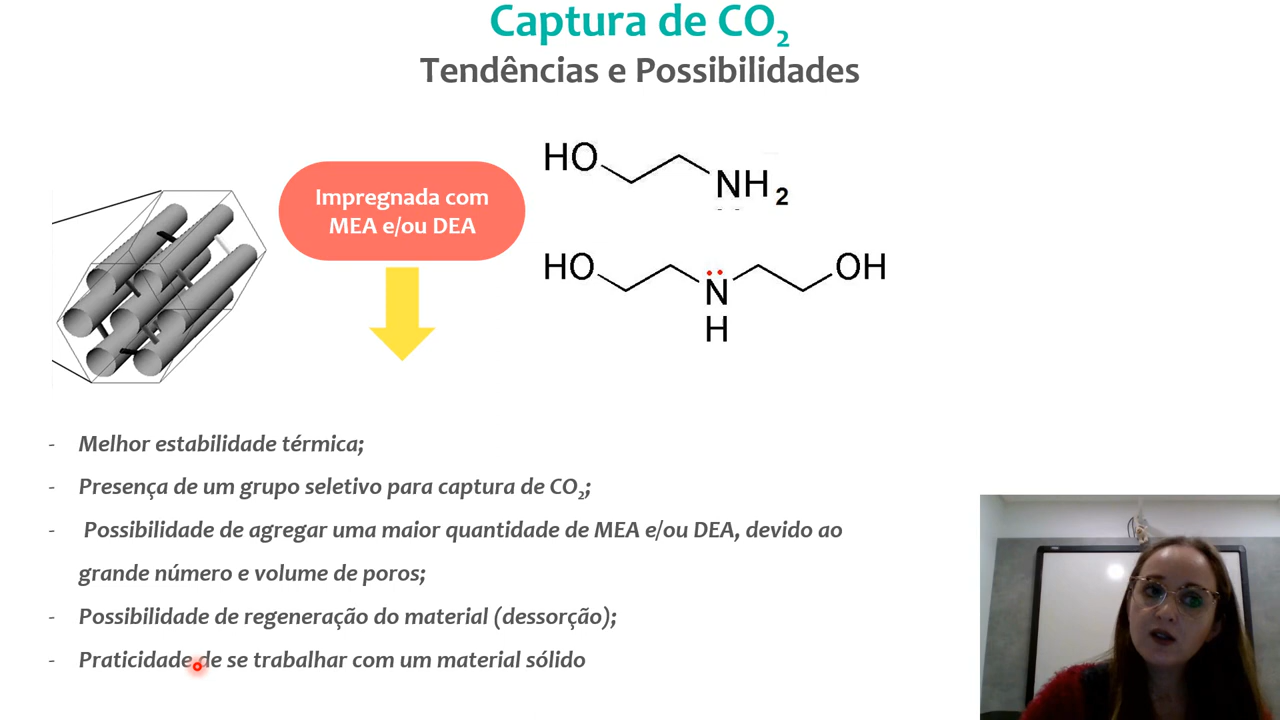 Captura de CO₂
Tendências e Possibilidades
Impregnada com
MEA e/ou DEA
HO
NH₂
HO
N
H
OH
- Melhor estabilidade térmica;
- Presença de um grupo seletivo para captura de CO₂;
- Possibilidade de agregar uma maior quantidade de MEA e/ou DEA, devido ao
grande número e volume de poros;
- Possibilidade de regeneração do material (dessorção);
- Praticidade de se trabalhar com um material sólido